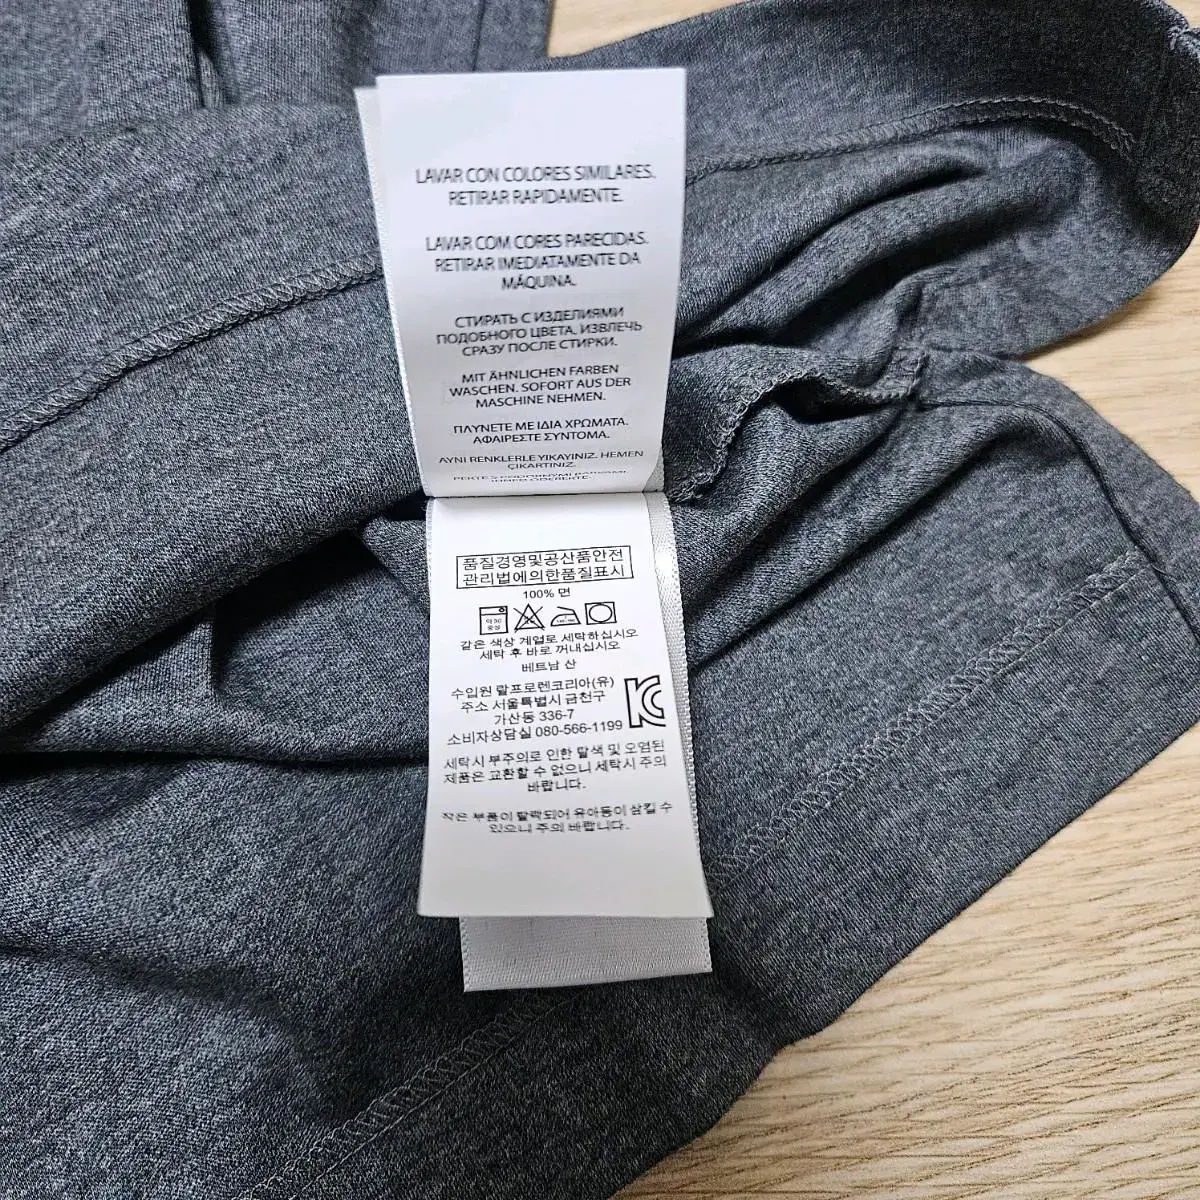 LAVAR CON COLORES SIMILARES.
RETIRAR RAPIDAMENTE.
LAVAR COM CORES PARECIDAS.
RETIRAR IMEDIATAMENTE DA
MÁQUINA.
СТИРАТЬ С ИЗДЕЛИЯМИ
ПОДОБНОГО ЦВЕТА. ИЗВЛЕЧЬ
СРАЗУ ПОСЛЕ СТИРКИ.
MIT ÄHNLICHEN FARBEN
WASCHEN. SOFORT AUS DER
MASCHINE NEHMEN.
ΠΛΥΝΕΤΕ ΜΕ ΙΔΙΑ ΧΡΩΜΑΤΑ.
ΑΦΑΙΡΕΣΤΕ ΣΥΝΤΟΜΑ.
AYNI RENKLERLE YIKAYINIZ. HEMEN
ÇIKARTINIZ.
품질경영및공산품안전
관리법에의한품질표시
100% 면
약30
중성
같은 색상 계열로 세탁하십시오
세탁 후 바로 꺼내십시오
베트남 산
수입원 랄프로렌코리아(유)
주소 서울특별시 금천구
가산동 336-7
소비자상담실 080-566-1199
세탁시 부주의로 인한 탈색 및 오염된
제품은 교환할 수 없으니 세탁시 주의
바랍니다.
작은 부품이 탈락되어 유아동이 삼킬 수
있으니 주의 바랍니다.